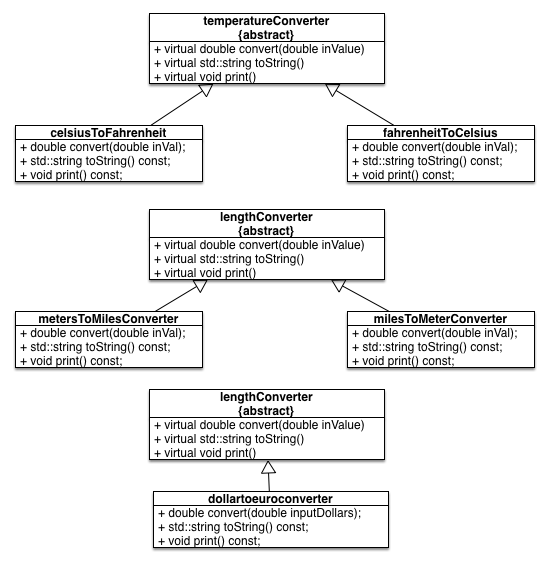 temperatureConverter
{abstract}
+ virtual double convert(double inValue)
+ virtual std::string toString()
+ virtual void print()
celsiusToFahrenheit
+ double convert(double inVal);
+ std::string toString() const;
+ void print() const;
fahrenheitToCelsius
+ double convert(double inVal);
+ std::string toString() const;
+ void print() const;
lengthConverter
{abstract}
+ virtual double convert(double inValue)
+ virtual std::string toString()
+ virtual void print()
metersToMilesConverter
+ double convert(double inVal);
+ std::string toString() const;
+ void print() const;
milesToMeterConverter
+ double convert(double inVal);
+ std::string toString() const;
+ void print() const;
lengthConverter
{abstract}
+ virtual double convert(double inValue)
+ virtual std::string toString()
+ virtual void print()
dollartoeuroconverter
+ double convert(double inputDollars);
+ std::string toString() const;
+ void print() const;